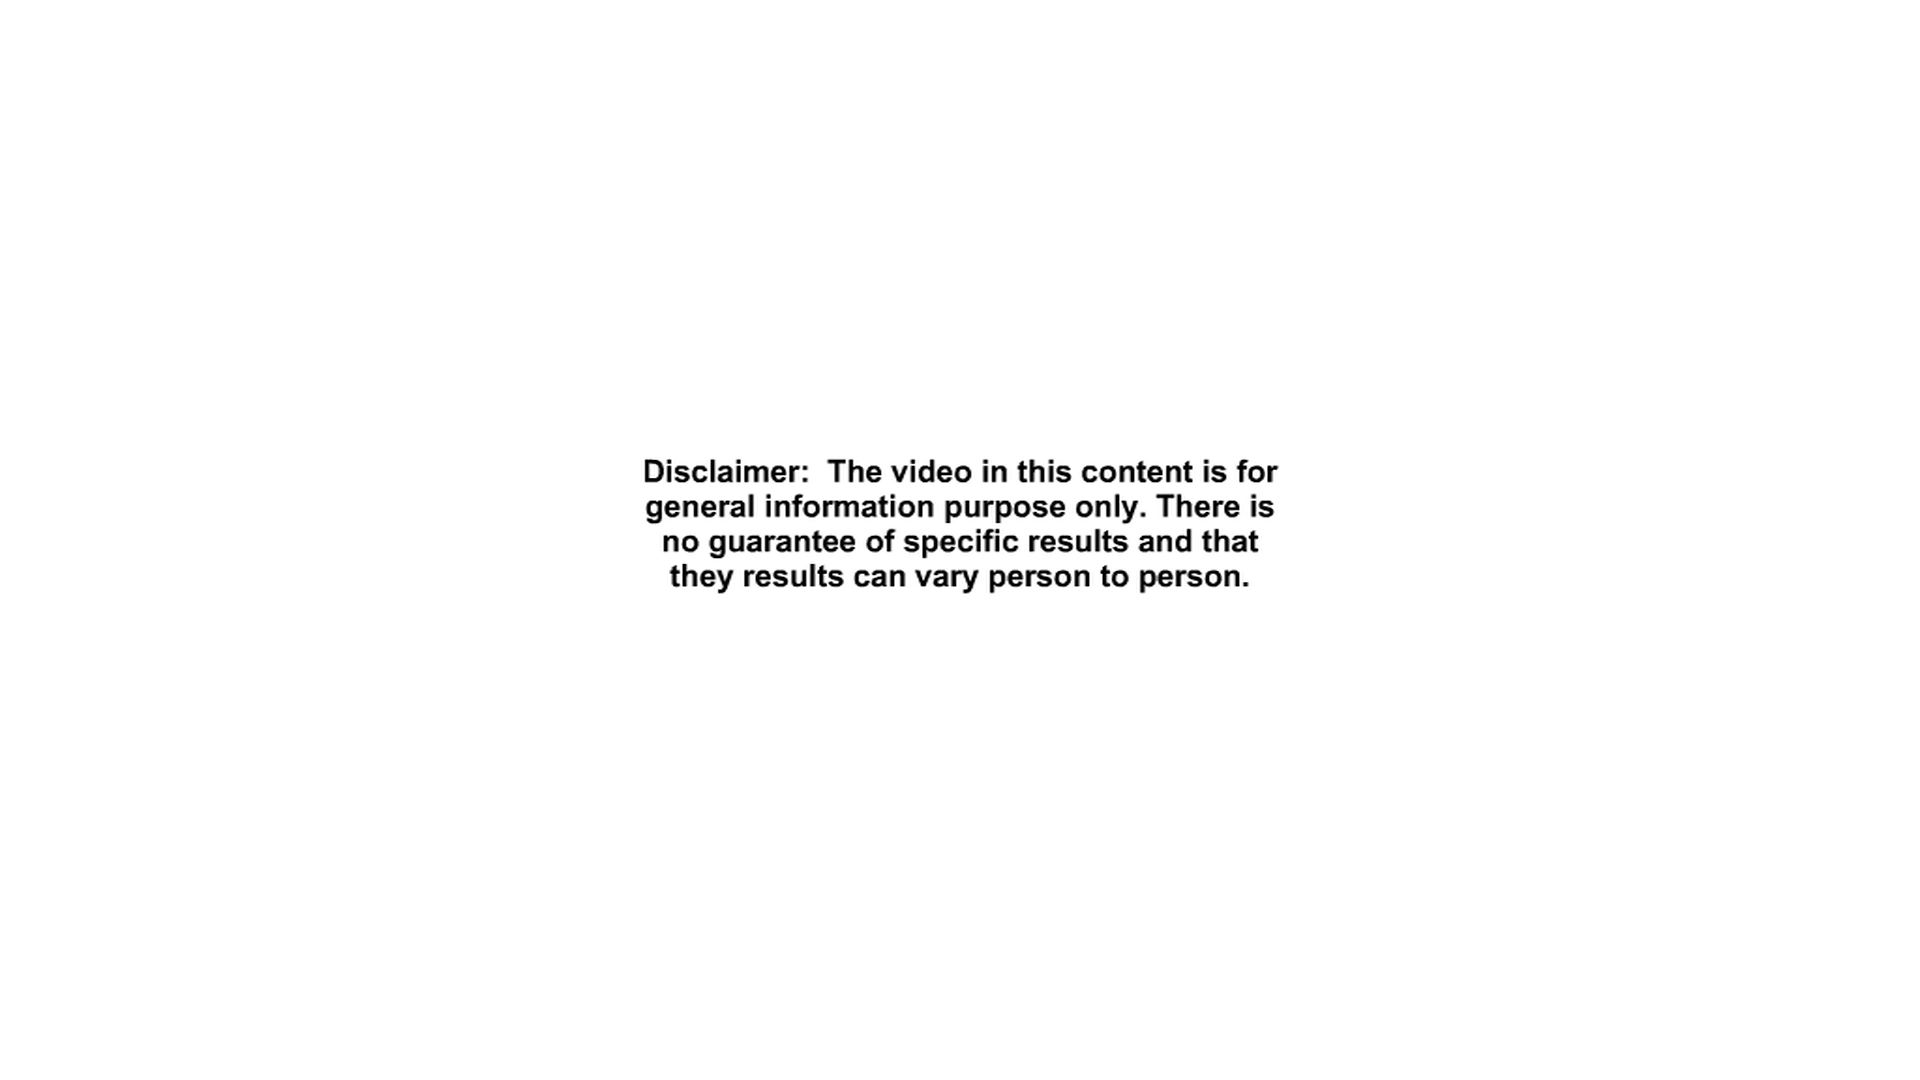 Disclaimer:  The video in this content is for
general information purpose only. There is
no guarantee of specific results and that
they results can vary person to person.